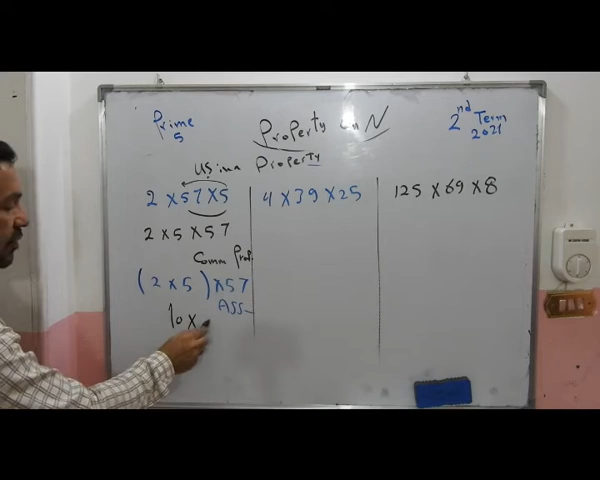 Prime 5
Property in N
2nd Term 2021
Using Property
2 × 57 × 5
2 × 5 × 57
Comm Prop
(2 × 5) × 57
Ass
10 ×
4 × 39 × 25
125 × 69 × 8